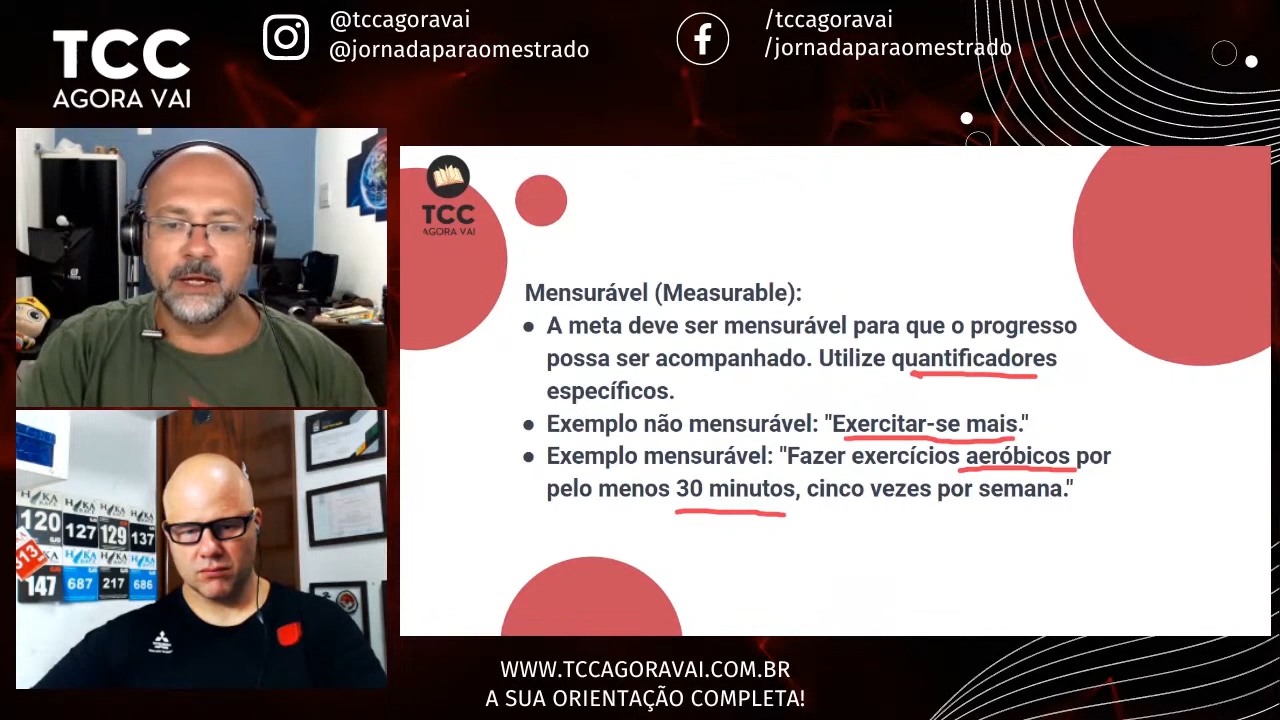 TCC
AGORA VAI
@tccagoravai
@jornadaparaomestrado
/tccagoravai
/jornadaparaomestrado
TCC
AGORA VAI
Mensurável (Measurable):
● A meta deve ser mensurável para que o progresso
possa ser acompanhado. Utilize quantificadores
específicos.
● Exemplo não mensurável: "Exercitar-se mais."
● Exemplo mensurável: "Fazer exercícios aeróbicos por
pelo menos 30 minutos, cinco vezes por semana."
120
127
129
137
313
147
687
217
686
WWW.TCCAGORAVAI.COM.BR
A SUA ORIENTAÇÃO COMPLETA!